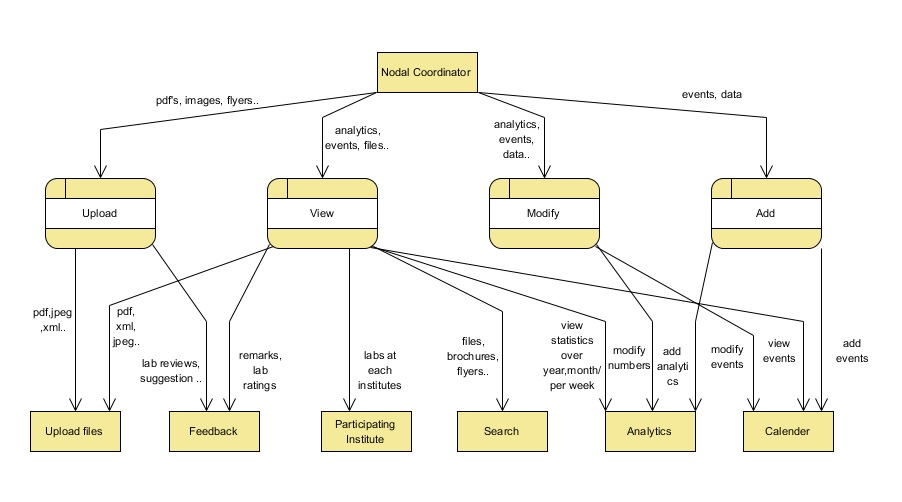 Nodal Coordinator
pdf's, images, flyers..
analytics,
events, files..
analytics,
events,
data..
events, data
Upload
View
Modify
Add
pdf,jpeg
,xml..
pdf,
xml,
jpeg..
lab reviews,
suggestion ..
remarks,
lab
ratings
labs at
each
institutes
files,
brochures,
flyers..
view
statistics
over
year,month/
per week
modify
numbers
add
analyti
cs
modify
events
view
events
add
events
Upload files
Feedback
Participating
Institute
Search
Analytics
Calender